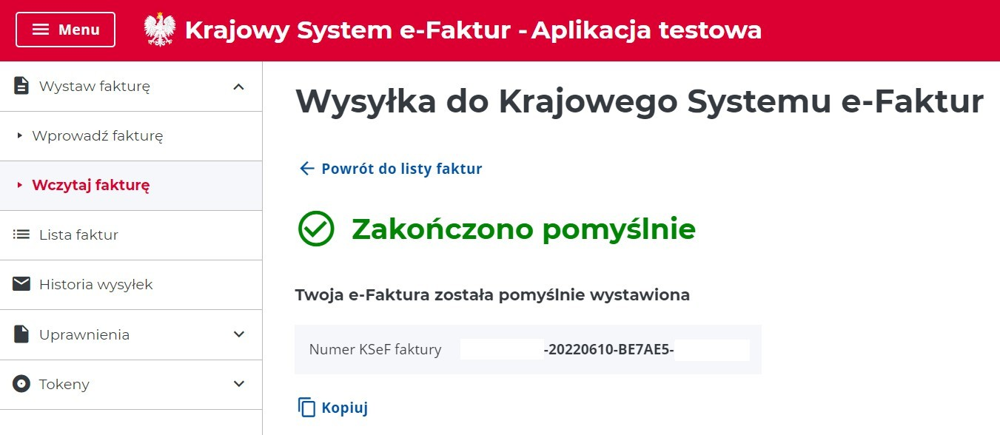 Menu
Krajowy System e-Faktur - Aplikacja testowa
Wystaw fakturę
Wprowadź fakturę
Wczytaj fakturę
Lista faktur
Historia wysyłek
Uprawnienia
Tokeny
Wysyłka do Krajowego Systemu e-Faktur
Powrót do listy faktur
Zakończono pomyślnie
Twoja e-Faktura została pomyślnie wystawiona
Numer KSeF faktury -20220610-BE7AE5-
Kopiuj